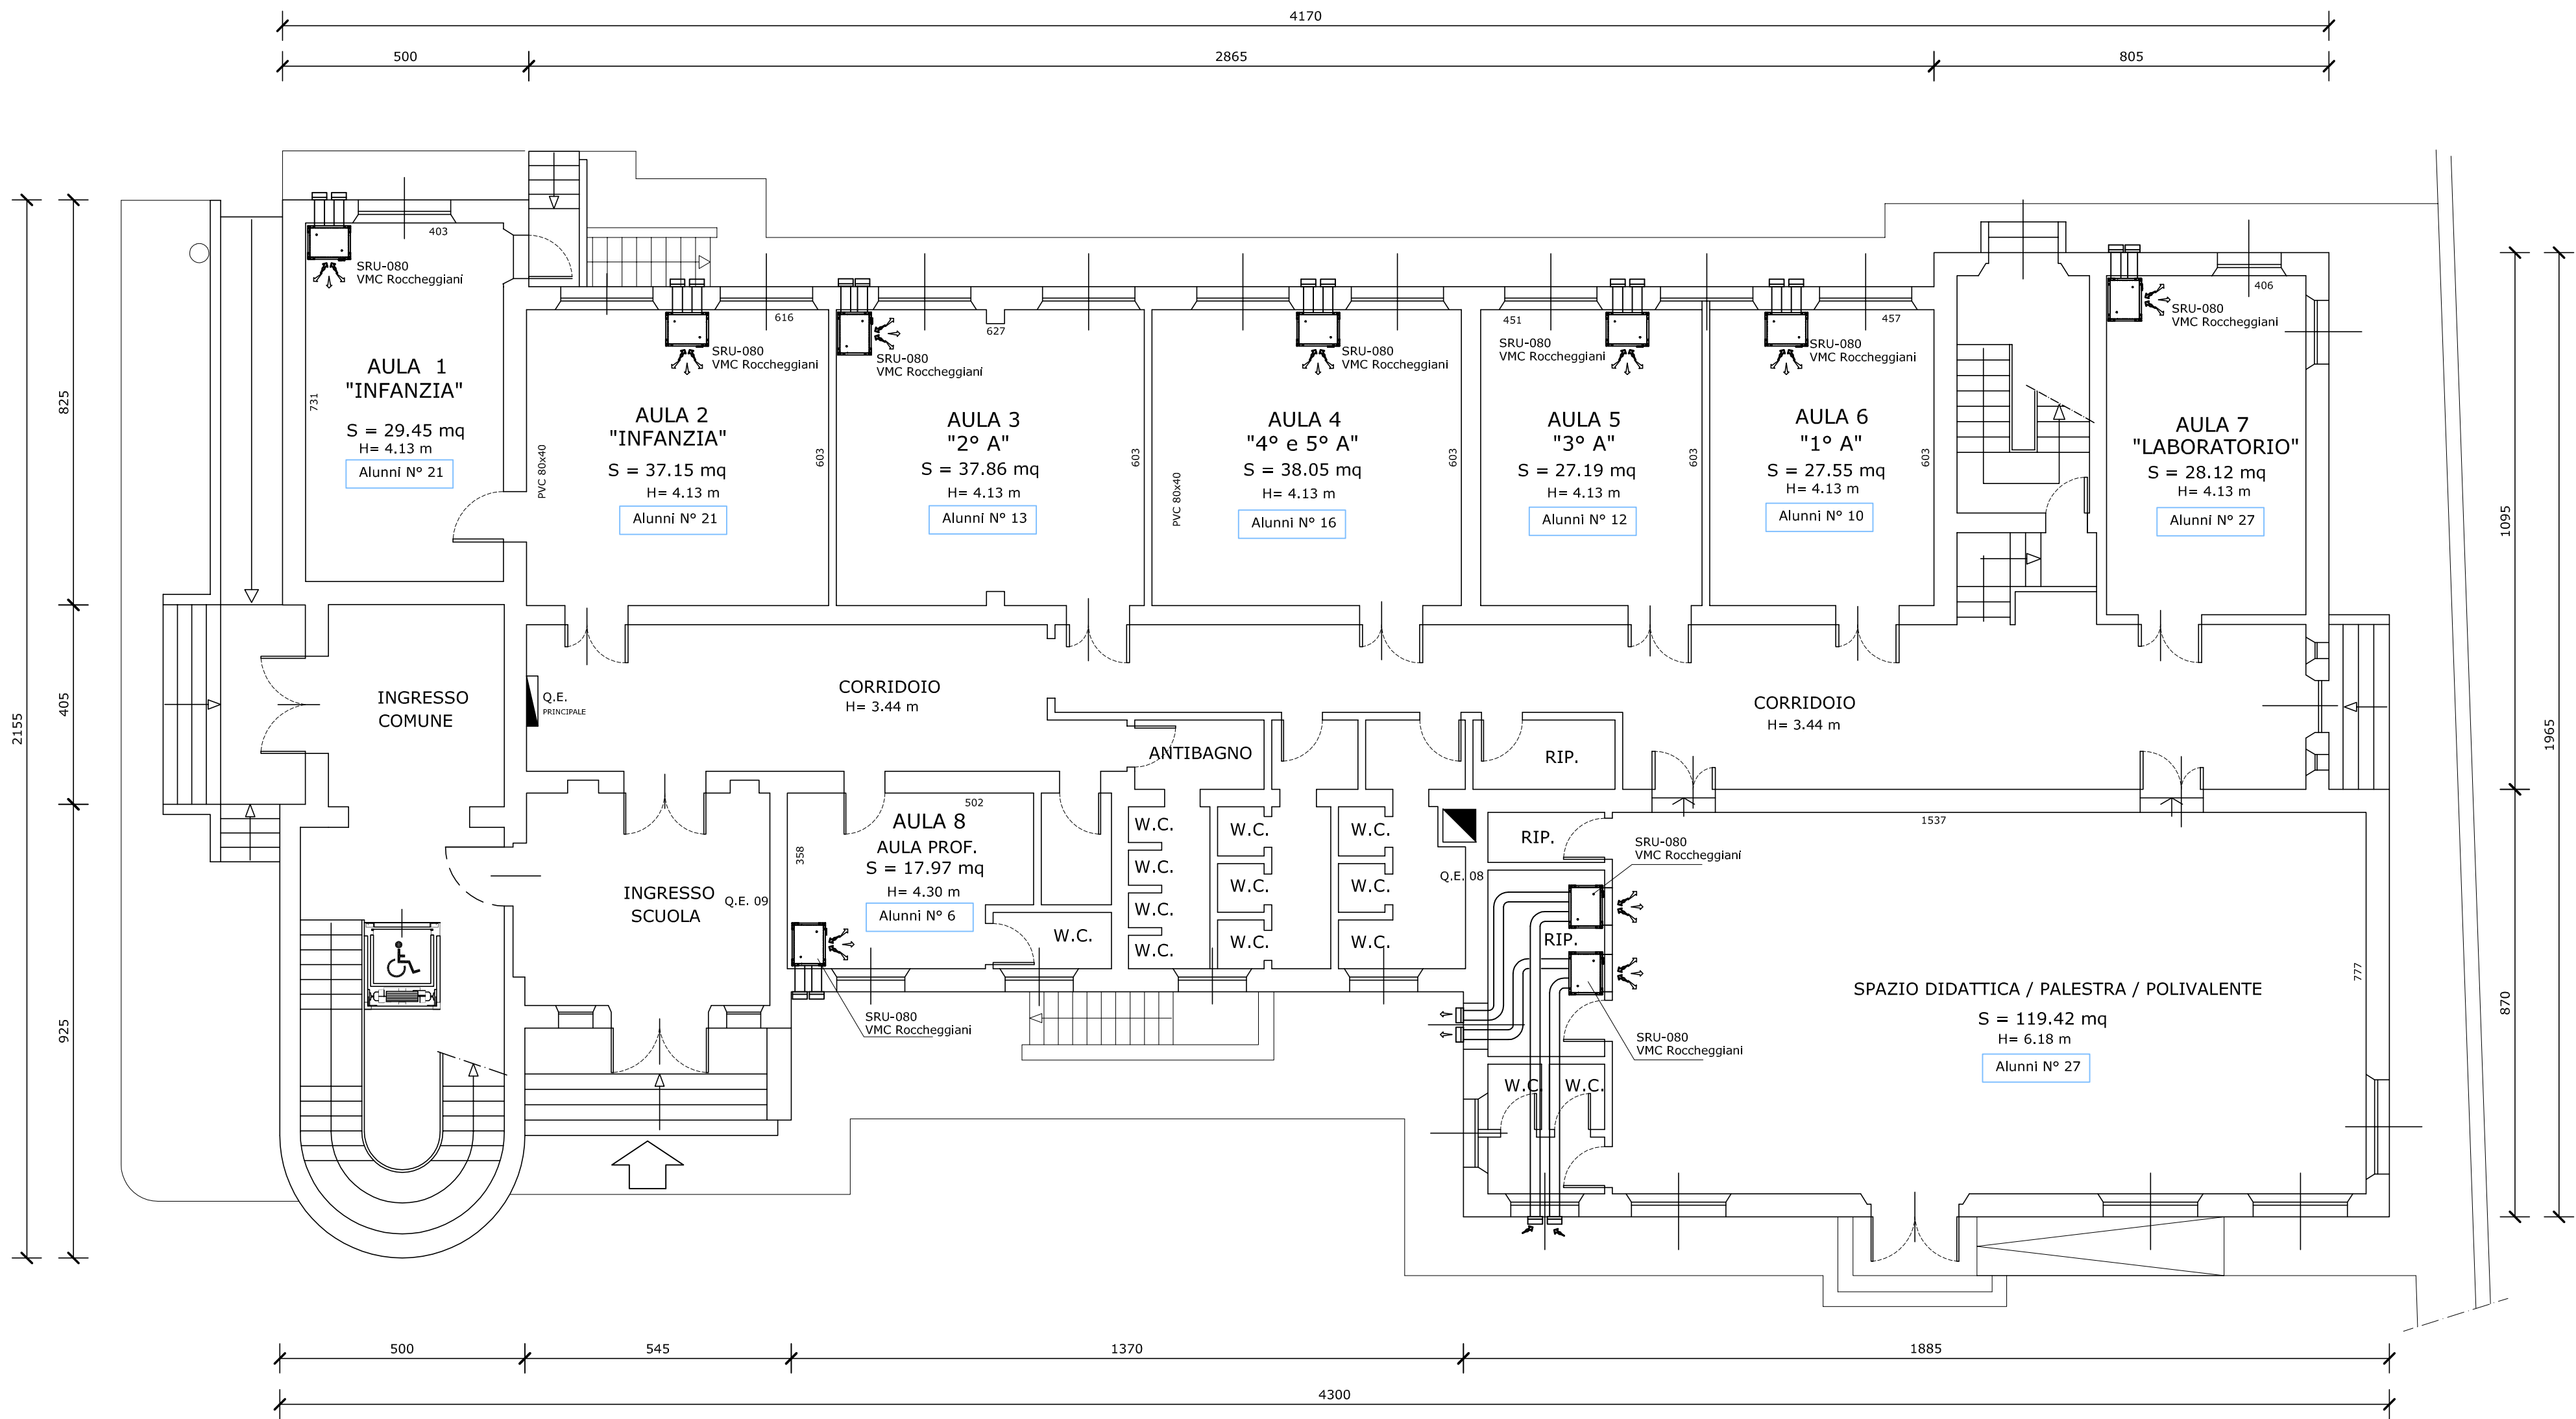 4170
500
2865
805
403
SRU-080
VMC Roccheggiani
AULA 1
"INFANZIA"
S = 29.45 mq
H= 4.13 m
Alunni N° 21
731
616
SRU-080
VMC Roccheggiani
AULA 2
"INFANZIA"
S = 37.15 mq
H= 4.13 m
Alunni N° 21
PVC 80x40
603
627
SRU-080
VMC Roccheggiani
AULA 3
"2° A"
S = 37.86 mq
H= 4.13 m
Alunni N° 13
603
SRU-080
VMC Roccheggiani
AULA 4
"4° e 5° A"
S = 38.05 mq
H= 4.13 m
Alunni N° 16
PVC 80x40
603
451
SRU-080
VMC Roccheggiani
AULA 5
"3° A"
S = 27.19 mq
H= 4.13 m
Alunni N° 12
603
457
SRU-080
VMC Roccheggiani
AULA 6
"1° A"
S = 27.55 mq
H= 4.13 m
Alunni N° 10
603
406
SRU-080
VMC Roccheggiani
AULA 7
"LABORATORIO"
S = 28.12 mq
H= 4.13 m
Alunni N° 27
2155
825
405
925
1095
1965
870
INGRESSO
COMUNE
Q.E.
PRINCIPALE
CORRIDOIO
H= 3.44 m
CORRIDOIO
H= 3.44 m
ANTIBAGNO
RIP.
INGRESSO
SCUOLA
Q.E. 09
502
358
AULA 8
AULA PROF.
S = 17.97 mq
H= 4.30 m
Alunni N° 6
SRU-080
VMC Roccheggiani
W.C.
W.C.
W.C.
W.C.
W.C.
W.C.
W.C.
W.C.
W.C.
W.C.
W.C.
Q.E. 08
RIP.
RIP.
W.C.
W.C.
SRU-080
VMC Roccheggiani
SRU-080
VMC Roccheggiani
1537
777
SPAZIO DIDATTICA / PALESTRA / POLIVALENTE
S = 119.42 mq
H= 6.18 m
Alunni N° 27
500
545
1370
1885
4300